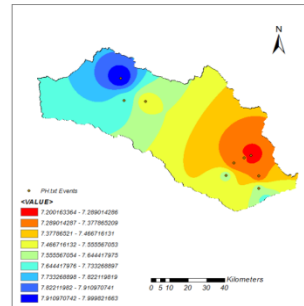 N
PH.txt Events
<VALUE>
7.200163364 - 7.289014286
7.289014287 - 7.377865209
7.37786521 - 7.466716131
7.466716132 - 7.555567053
7.555567054 - 7.644417975
7.644417976 - 7.733268897
7.733268898 - 7.822119819
7.82211982 - 7.910970741
7.910970742 - 7.999821663
Kilometers
0 5 10 20 30 40